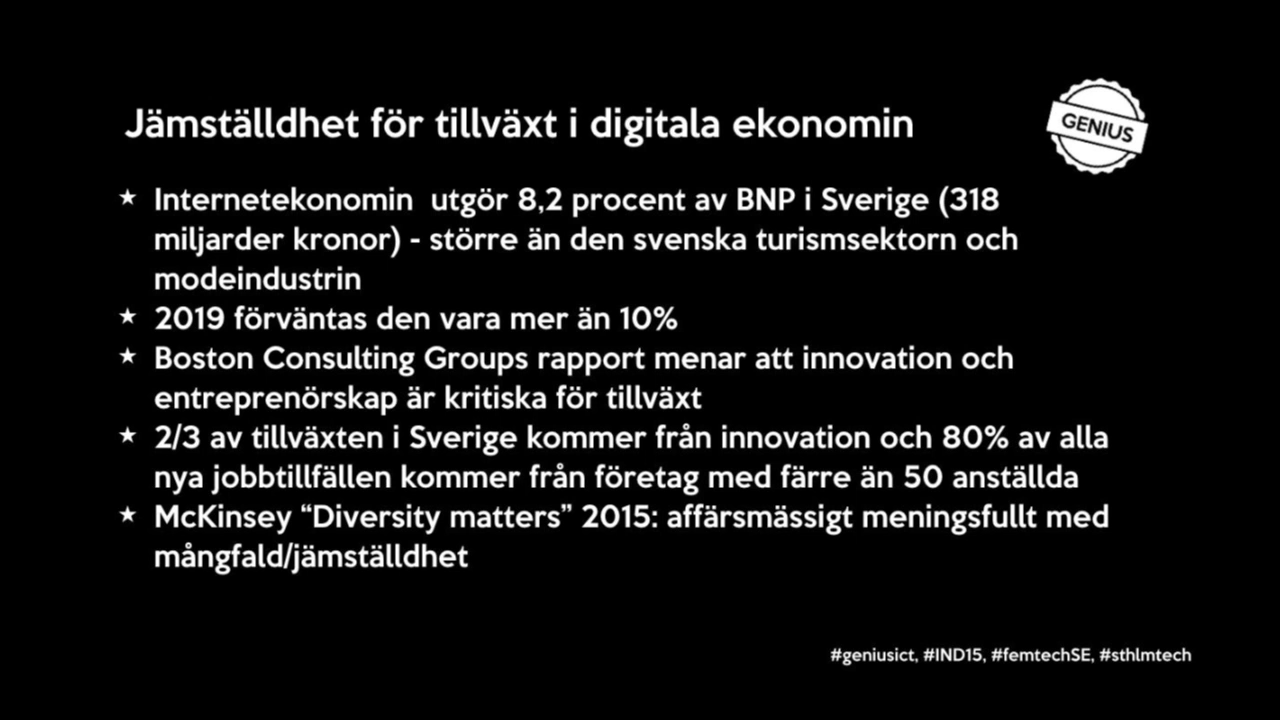 Jämställdhet för tillväxt i digitala ekonomin
GENIUS
★ Internetekonomin utgör 8,2 procent av BNP i Sverige (318
miljarder kronor) - större än den svenska turismsektorn och
modeindustrin
★ 2019 förväntas den vara mer än 10%
★ Boston Consulting Groups rapport menar att innovation och
entreprenörskap är kritiska för tillväxt
★ 2/3 av tillväxten i Sverige kommer från innovation och 80% av alla
nya jobbtillfällen kommer från företag med färre än 50 anställda
★ McKinsey “Diversity matters” 2015: affärsmässigt meningsfullt med
mångfald/jämställdhet
#geniusict, #IND15, #femtechSE, #sthlmtech